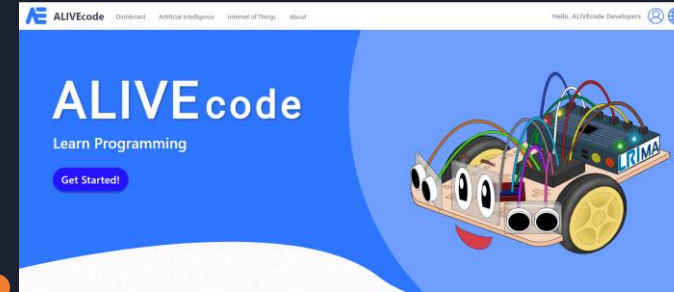 ALIVEcode Dashboard Artificial Intelligence Internet of Things About Hello, ALIVEcode Developers
ALIVEcode
Learn Programming
Get Started!
LRIMA